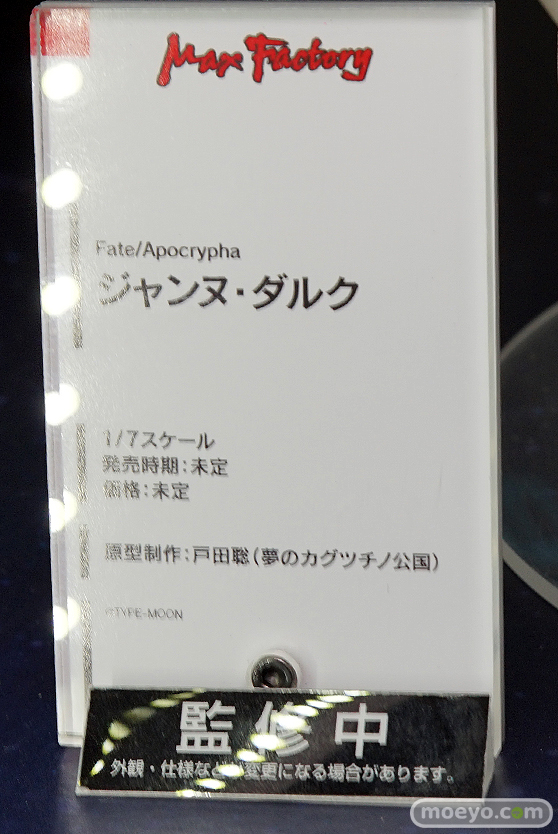 Max Factory
Fate/Apocrypha
ジャンヌ・ダルク
1/7スケール
発売時期：未定
価格：未定
原型制作：戸田聡（夢のカグツチノ公国）
©TYPE-MOON
監修中
外観・仕様などが変更になる場合があります。
moeyo.com